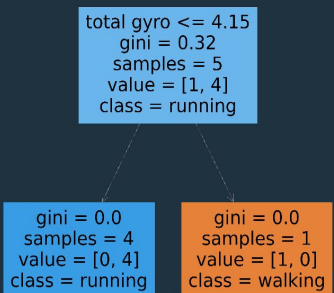 total gyro <= 4.15
gini = 0.32
samples = 5
value = [1, 4]
class = running
gini = 0.0
samples = 4
value = [0, 4]
class = running
gini = 0.0
samples = 1
value = [1, 0]
class = walking